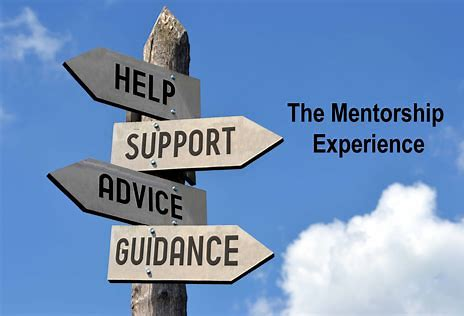 HELP
SUPPORT
ADVICE
GUIDANCE
The Mentorship
Experience